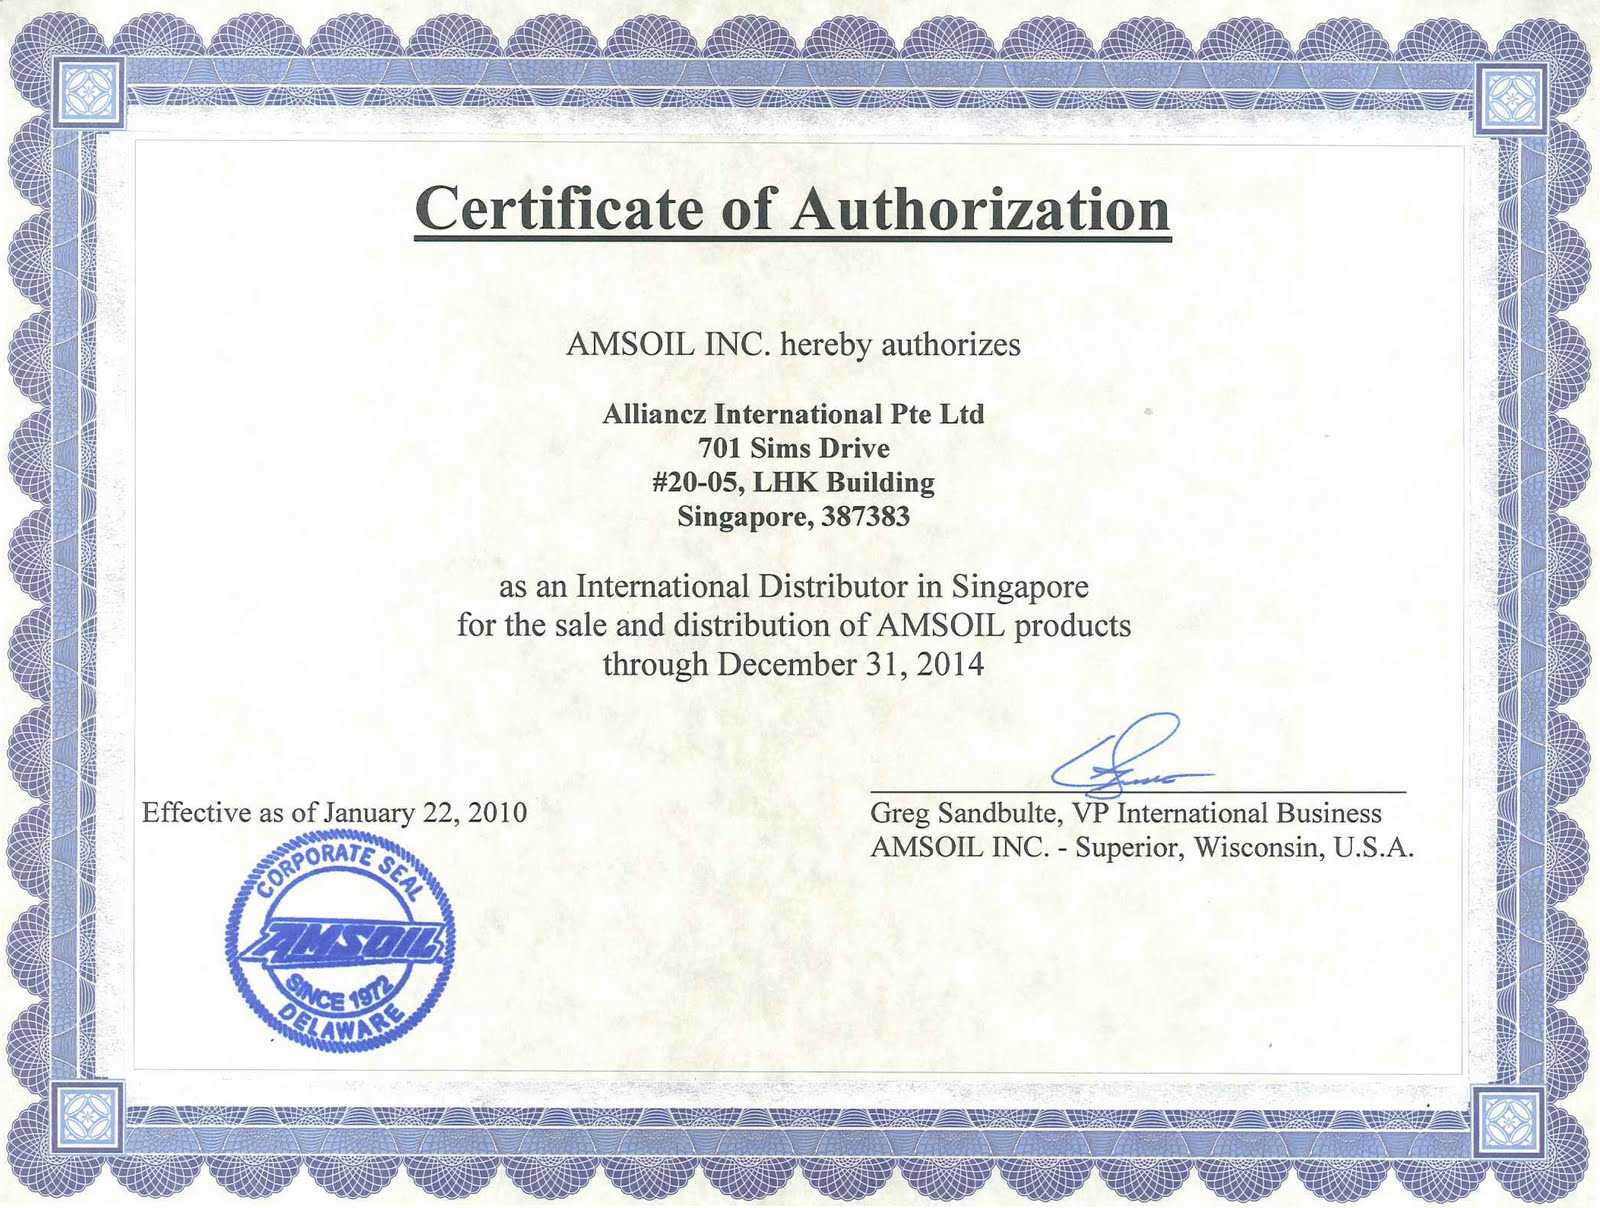 Certificate of Authorization
AMSOIL INC. hereby authorizes
Alliancz International Pte Ltd
701 Sims Drive
#20-05, LHK Building
Singapore, 387383
as an International Distributor in Singapore
for the sale and distribution of AMSOIL products
through December 31, 2014
Effective as of January 22, 2010
Greg Sandbulte, VP International Business
AMSOIL INC. - Superior, Wisconsin, U.S.A.
CORPORATE SEAL
AMSOIL
SINCE 1972
DELAWARE